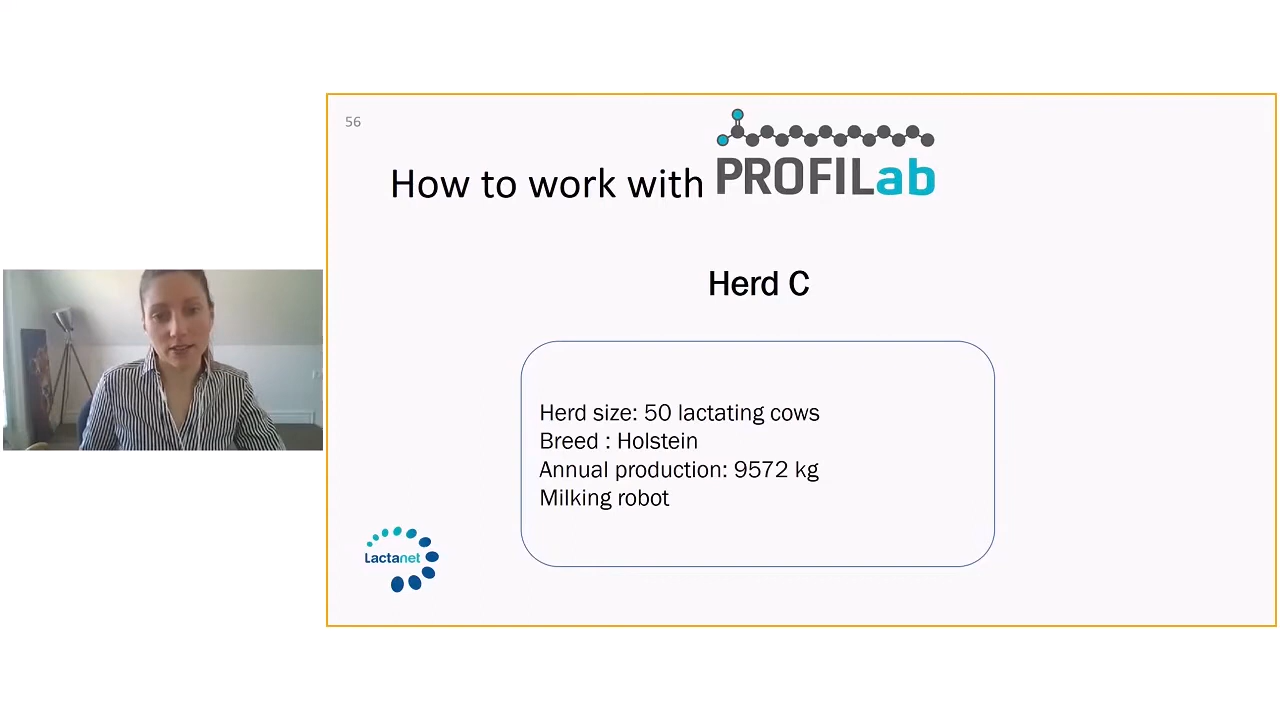 56
How to work with PROFILab
Herd C
Herd size: 50 lactating cows
Breed : Holstein
Annual production: 9572 kg
Milking robot
Lactanet